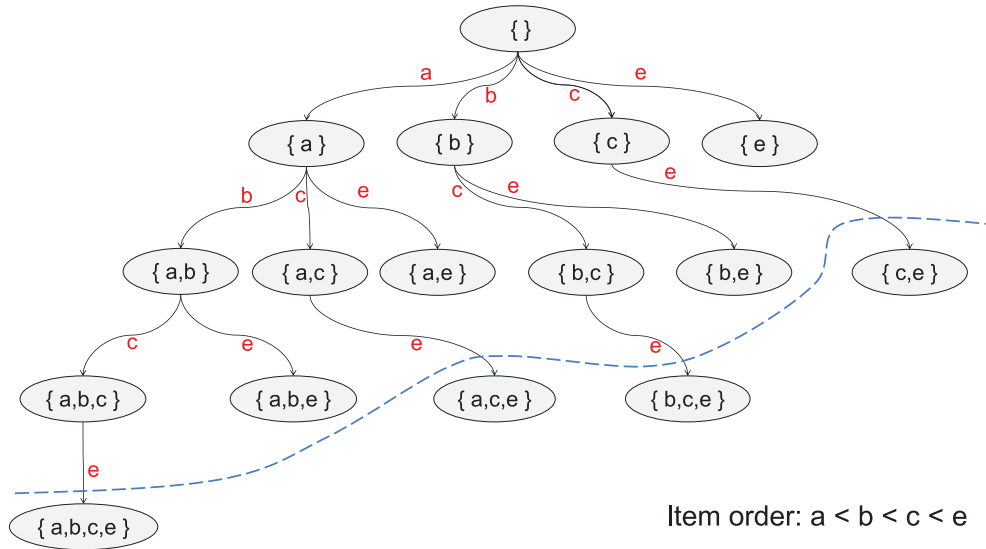 { }
a
b
c
e
{ a }
{ b }
{ c }
{ e }
b
c
e
c
e
e
{ a,b }
{ a,c }
{ a,e }
{ b,c }
{ b,e }
{ c,e }
c
e
e
e
{ a,b,c }
{ a,b,e }
{ a,c,e }
{ b,c,e }
e
{ a,b,c,e }
Item order: a < b < c < e